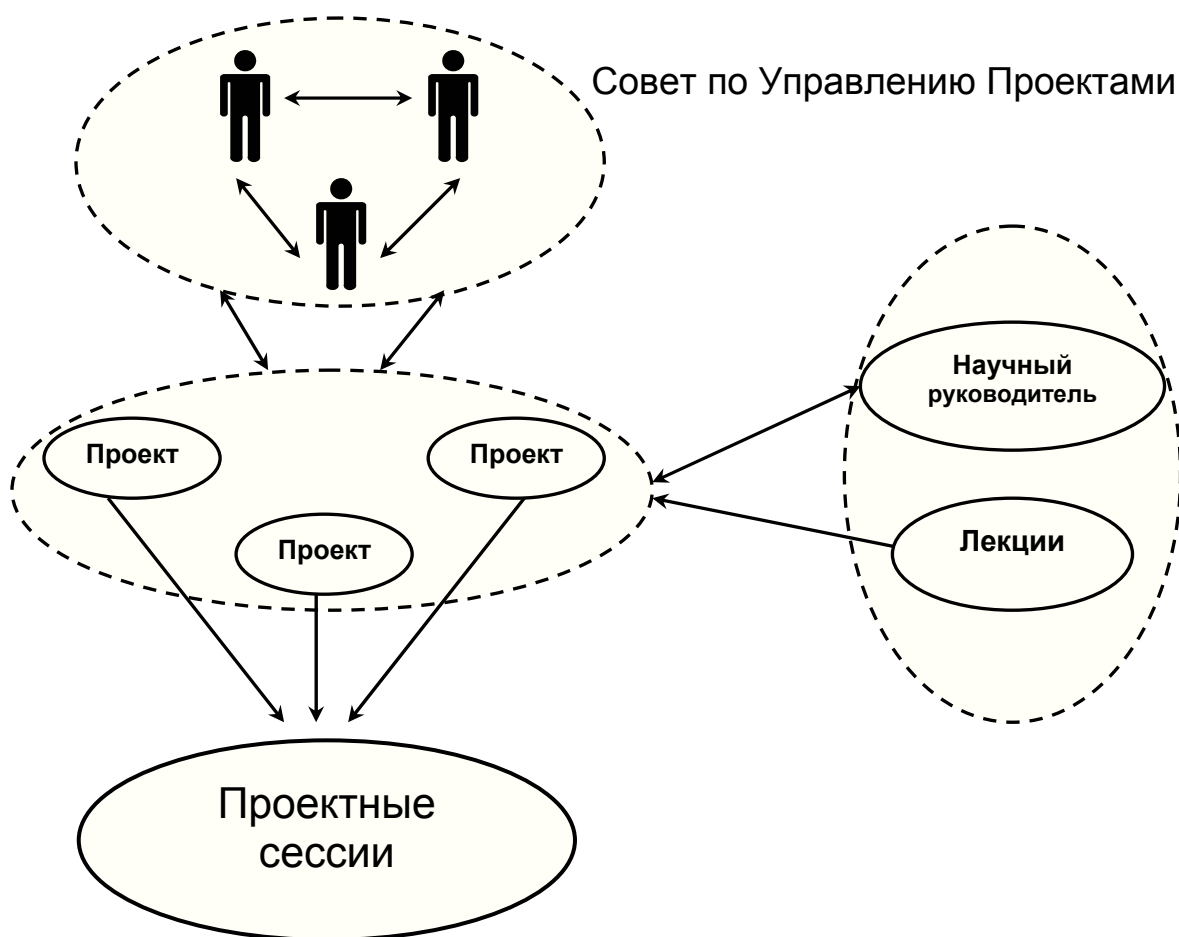 Совет по Управлению Проектами
Научный
руководитель
Проект
Проект
Проект
Лекции
Проектные
сессии